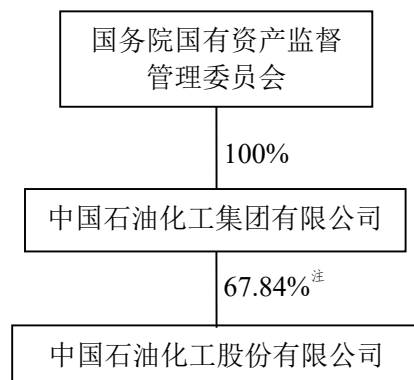 国务院国有资产监督
管理委员会
100%
中国石油化工集团有限公司
67.84%注
中国石油化工股份有限公司